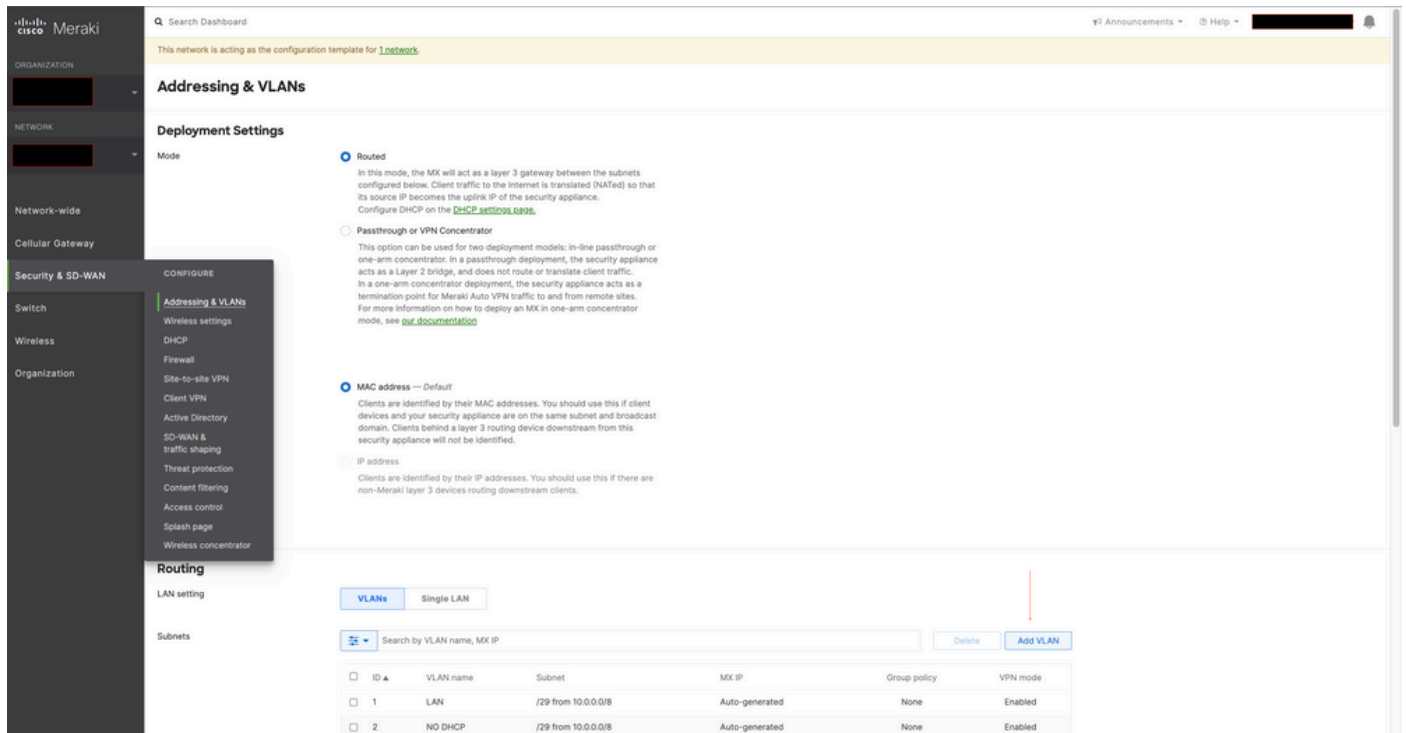 cisco Meraki
Search Dashboard
Announcements
Help
This network is acting as the configuration template for 1 network.
ORGANIZATION
NETWORK
Network-wide
Cellular Gateway
Security & SD-WAN
Switch
Wireless
Organization
CONFIGURE
Addressing & VLANs
Wireless settings
DHCP
Firewall
Site-to-site VPN
Client VPN
Active Directory
SD-WAN &
traffic shaping
Threat protection
Content filtering
Access control
Splash page
Wireless concentrator
Addressing & VLANs
Deployment Settings
Mode
Routed
In this mode, the MX will act as a layer 3 gateway between the subnets
configured below. Client traffic to the Internet is translated (NATed) so that
its source IP becomes the uplink IP of the security appliance.
Configure DHCP on the DHCP settings page.
Passthrough or VPN Concentrator
This option can be used for two deployment models: in-line passthrough or
one-arm concentrator. In a passthrough deployment, the security appliance
acts as a Layer 2 bridge, and does not route or translate client traffic.
In a one-arm concentrator deployment, the security appliance acts as a
termination point for Meraki Auto VPN traffic to and from remote sites.
For more information on how to deploy an MX in one-arm concentrator
mode, see our documentation
MAC address — Default
Clients are identified by their MAC addresses. You should use this if client
devices and your security appliance are on the same subnet and broadcast
domain. Clients behind a layer 3 routing device downstream from this
security appliance will not be identified.
IP address
Clients are identified by their IP addresses. You should use this if there are
non-Meraki layer 3 devices routing downstream clients.
Routing
LAN setting
VLANs Single LAN
Subnets
Search by VLAN name, MX IP
Delete Add VLAN
ID VLAN name Subnet MX IP Group policy VPN mode
1 LAN /29 from 10.0.0.0/8 Auto-generated None Enabled
2 NO DHCP /29 from 10.0.0.0/8 Auto-generated None Enabled